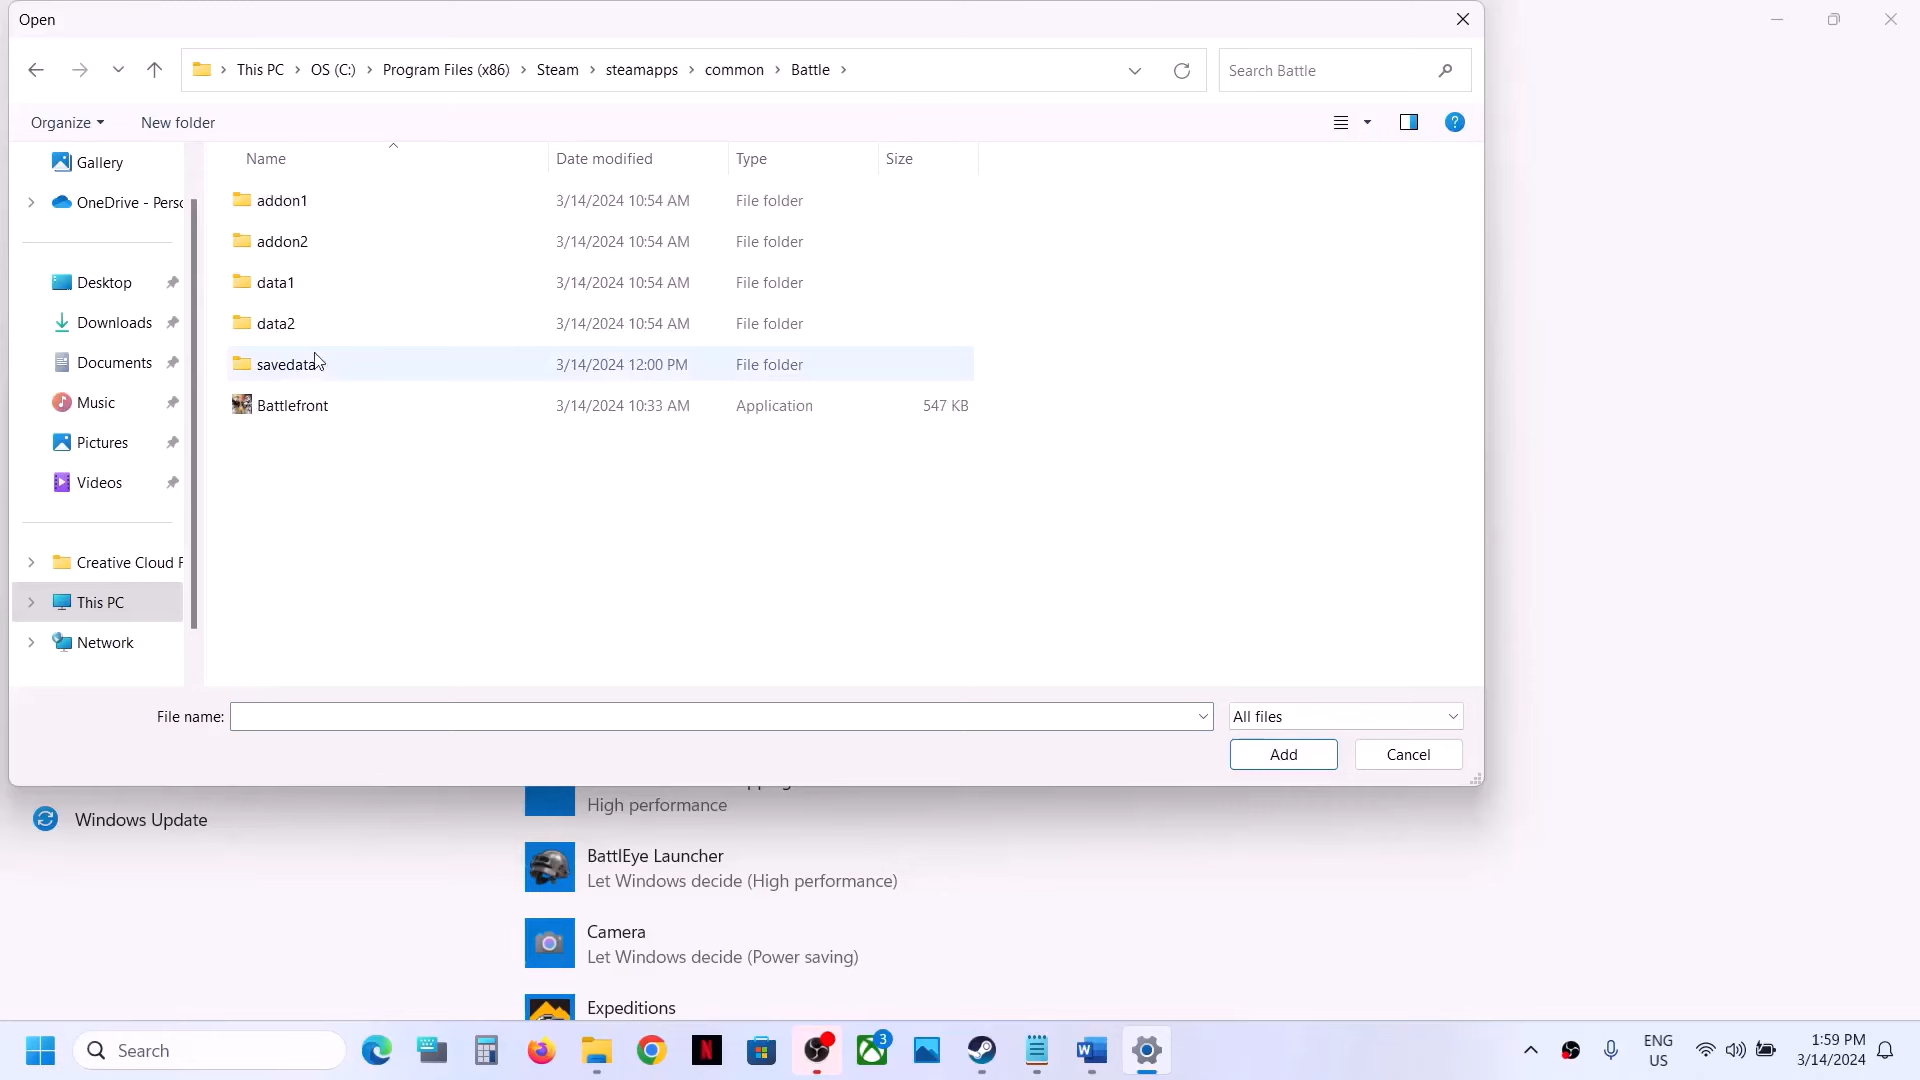 Open
This PC > OS (C:) > Program Files (x86) > Steam > steamapps > common > Battle >
Search Battle
Organize
New folder
Name
Date modified
Type
Size
Gallery
OneDrive - Pers
Desktop
Downloads
Documents
Music
Pictures
Videos
Creative Cloud F
This PC
Network
addon1 3/14/2024 10:54 AM File folder
addon2 3/14/2024 10:54 AM File folder
data1 3/14/2024 10:54 AM File folder
data2 3/14/2024 10:54 AM File folder
savedata 3/14/2024 12:00 PM File folder
Battlefront 3/14/2024 10:33 AM Application 547 KB
File name:
All files
Add
Cancel
High performance
Windows Update
BattlEye Launcher
Let Windows decide (High performance)
Camera
Let Windows decide (Power saving)
Expeditions
Search
3
ENG
US
1:59 PM
3/14/2024